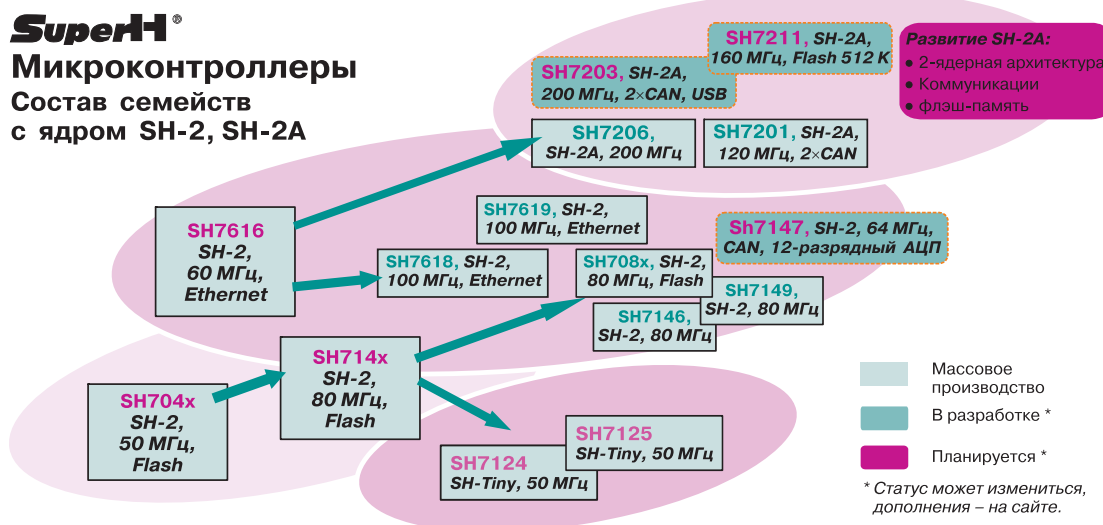 SuperH®
Микроконтроллеры
Состав семейств
с ядром SH-2, SH-2A
SH7211, SH-2A,
160 МГц, Flash 512 K
SH7203, SH-2A,
200 МГц, 2×CAN, USB
Развитие SH-2A:
• 2-ядерная архитектура
• Коммуникации
• флэш-память
SH7206,
SH-2A, 200 МГц
SH7201, SH-2A,
120 МГц, 2×CAN
SH7616
SH-2,
60 МГц,
Ethernet
SH7619, SH-2,
100 МГц, Ethernet
Sh7147, SH-2, 64 МГц,
CAN, 12-разрядный АЦП
SH7618, SH-2,
100 МГц, Ethernet
SH708x, SH-2,
80 МГц, Flash
SH7149,
SH-2, 80 МГц
SH7146,
SH-2, 80 МГц
SH714x
SH-2,
80 МГц,
Flash
SH704x
SH-2,
50 МГц,
Flash
SH7125
SH-Tiny, 50 МГц
SH7124
SH-Tiny, 50 МГц
Массовое
производство
В разработке *
Планируется *
* Статус может измениться,
дополнения – на сайте.